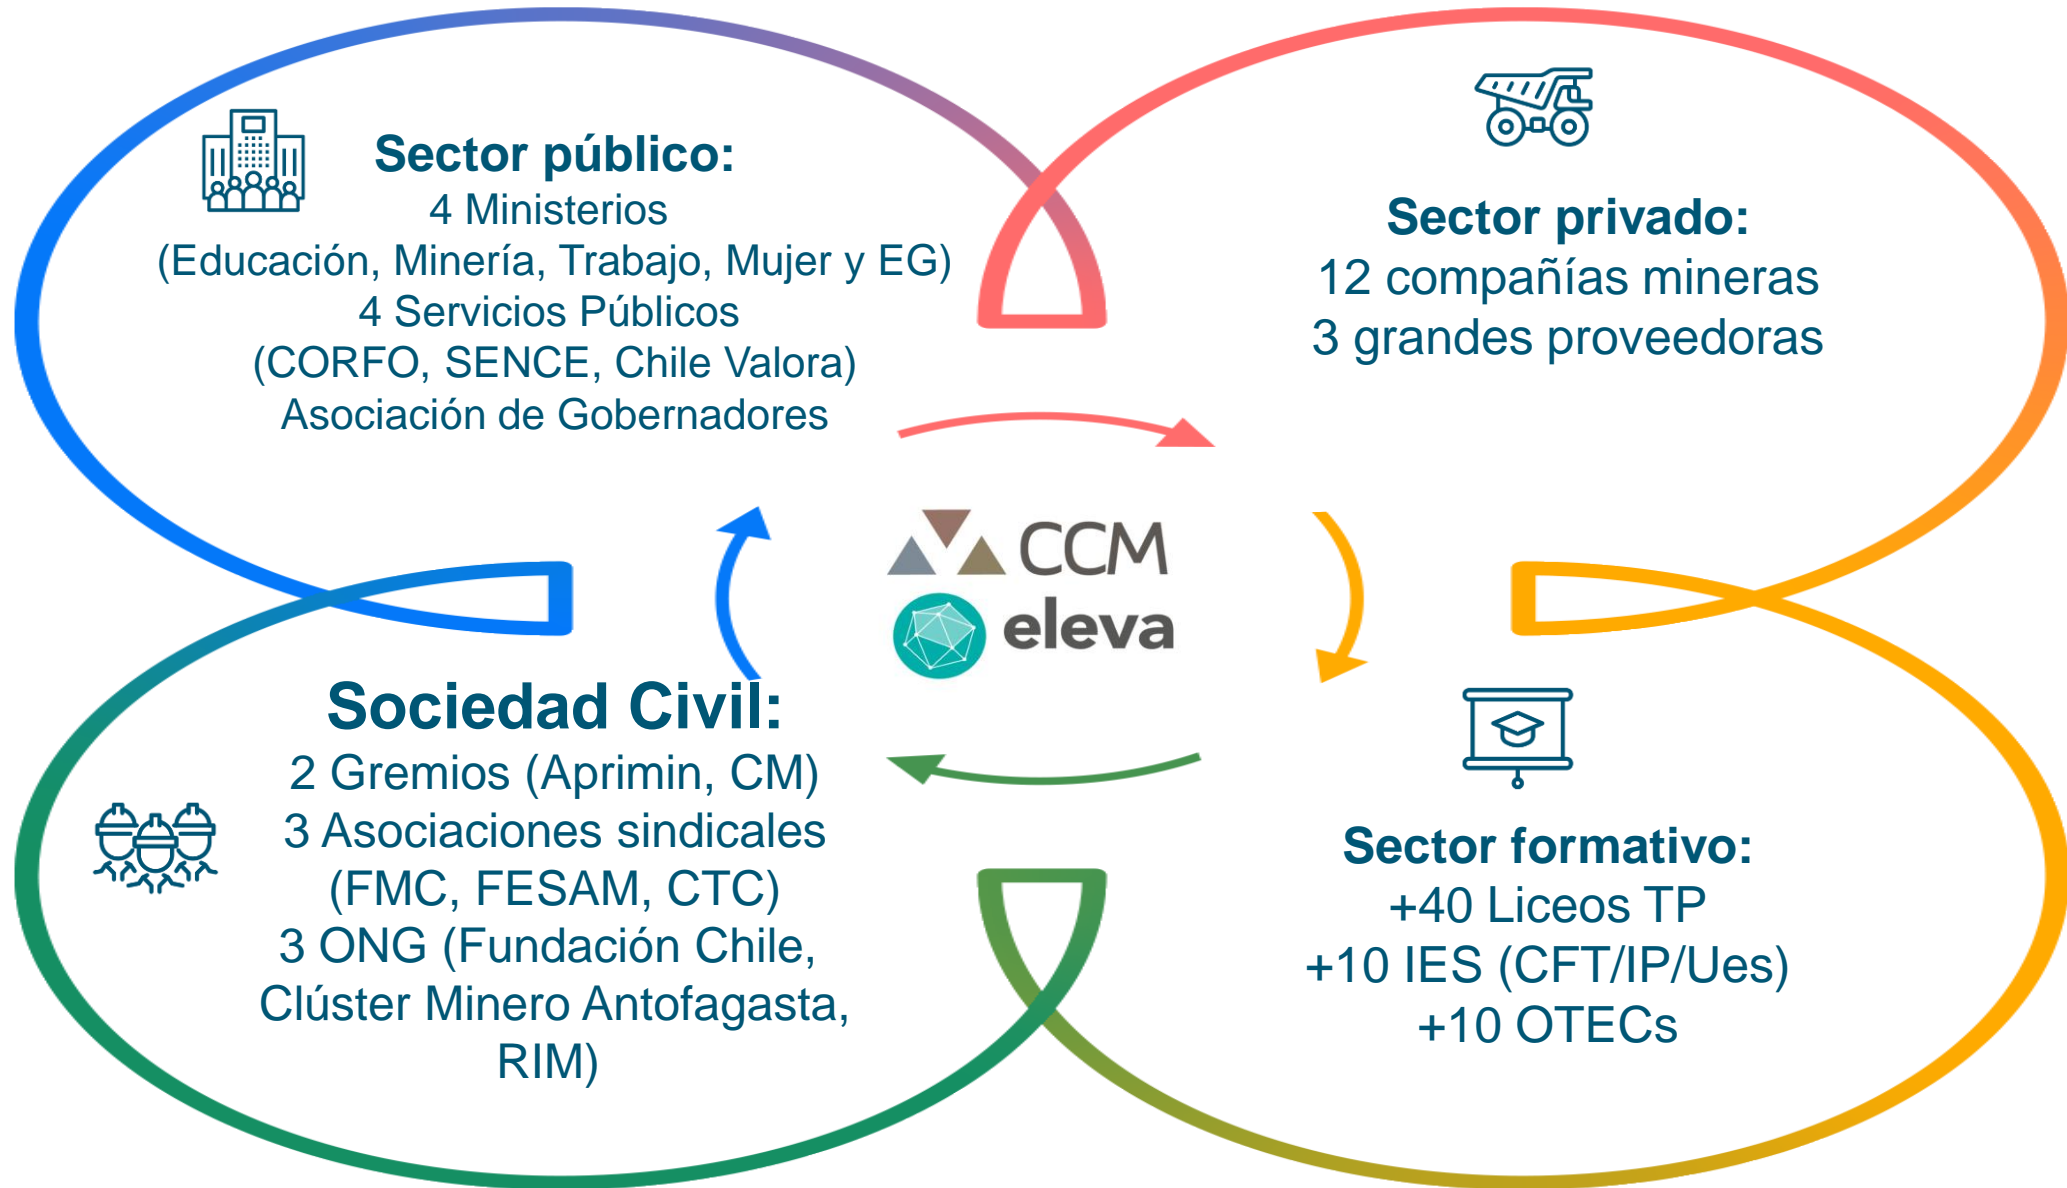 Sector público:
4 Ministerios
(Educación, Minería, Trabajo, Mujer y EG)
4 Servicios Públicos
(CORFO, SENCE, Chile Valora)
Asociación de Gobernadores
Sector privado:
12 compañías mineras
3 grandes proveedoras
CCM
eleva
Sociedad Civil:
2 Gremios (Aprimin, CM)
3 Asociaciones sindicales
(FMC, FESAM, CTC)
3 ONG (Fundación Chile,
Clúster Minero Antofagasta,
RIM)
Sector formativo:
+40 Liceos TP
+10 IES (CFT/IP/Ues)
+10 OTECs